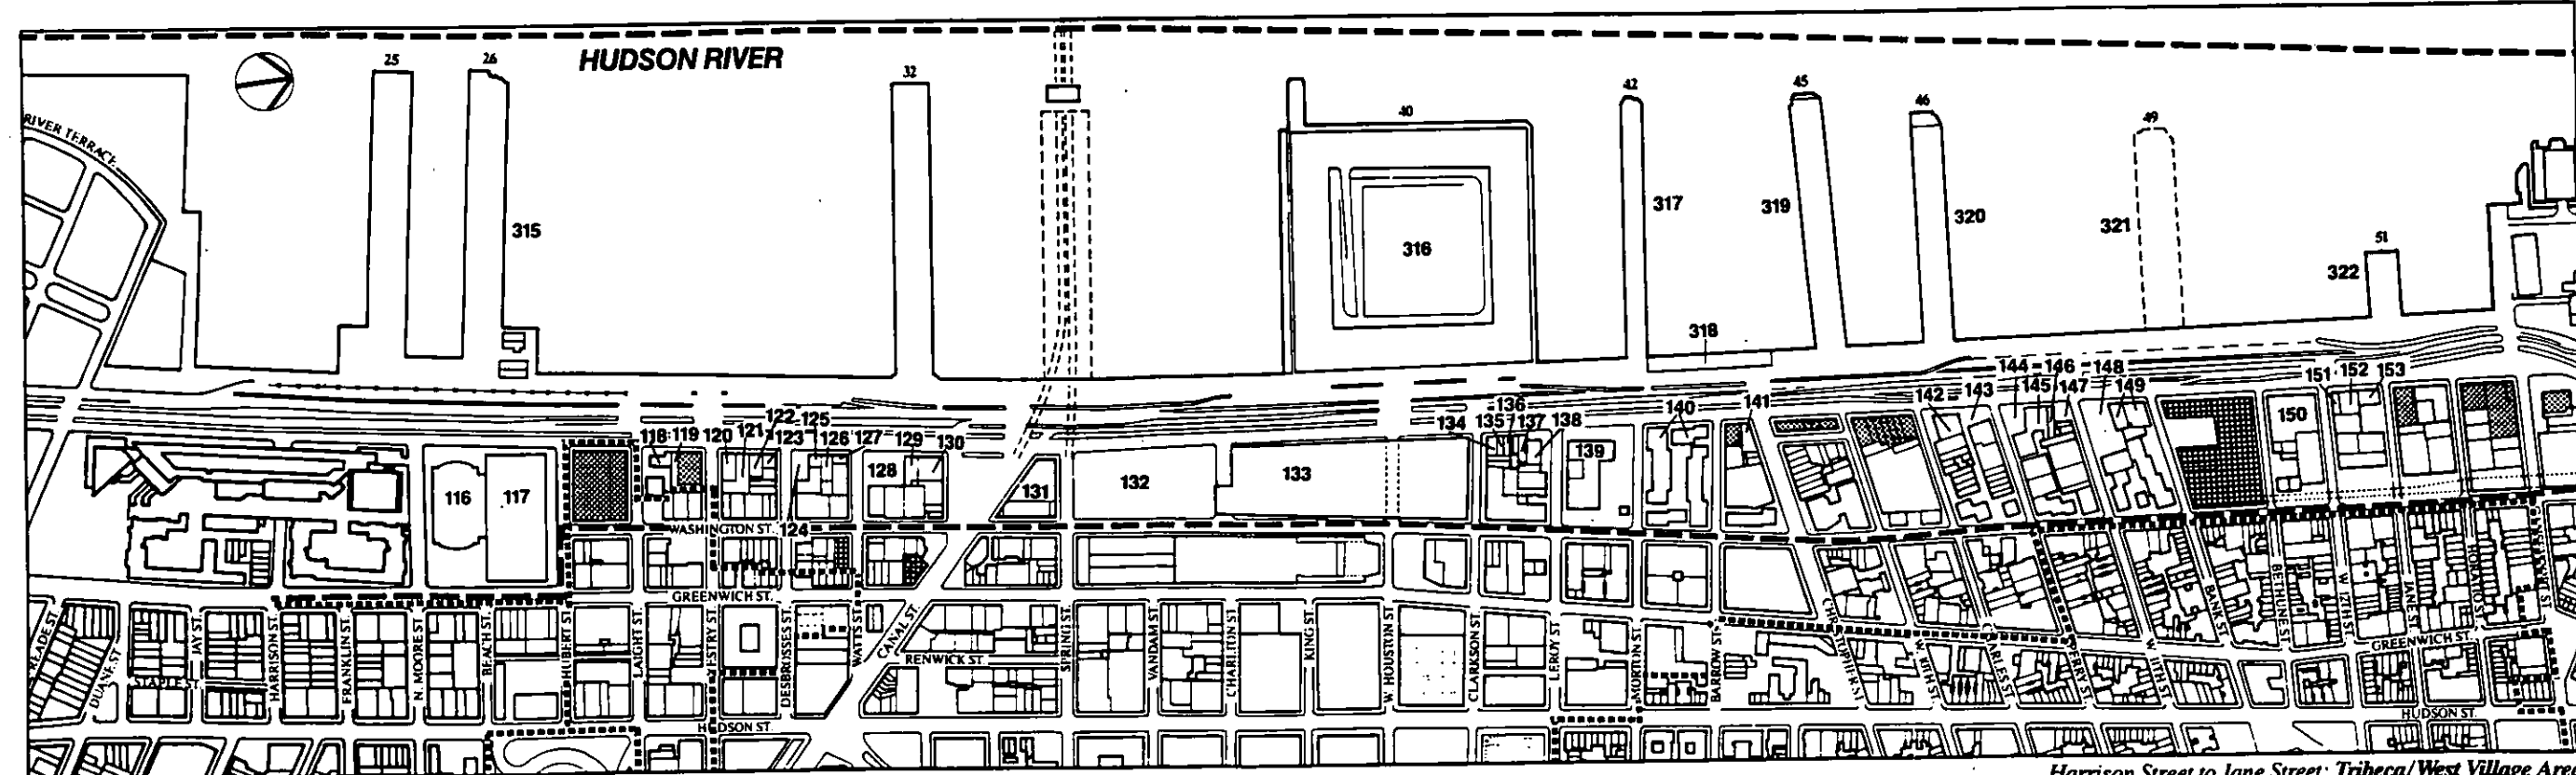 HUDSON RIVER
25
26
32
40
42
45
46
49
51
RIVER TERRACE
315
316
317
318
319
320
321
322
116
117
118
119
120
121
122
123
124
125
126
127
128
129
130
131
132
133
134
135
136
137
138
139
140
141
142
143
144
145
146
147
148
149
150
151
152
153
WASHINGTON ST.
GREENWICH ST.
READE ST.
DUANE ST
STAPLE ST.
JAY ST.
HARRISON ST.
FRANKLIN ST.
N. MOORE ST
BEACH ST.
HUBERT ST
LAIGHT ST.
VESTRY ST.
DESBROSSES ST
WATTS ST
CANAL ST
RENWICK ST.
SPRING ST.
VANDAM ST
CHARLTON ST
KING ST.
W. HOUSTON ST
CLARKSON ST.
LEROY ST.
MORTON ST.
BARROW ST
CHRISTOPHER ST
W. 10TH ST
CHARLES ST
PERRY ST
W. 11TH ST
BANK ST.
BETHUNE ST.
W. 12TH ST.
JANE ST
HORATIO ST
GREENWICH ST.
HUDSON ST.
HUDSON ST.
Harrison Street to Jane Street: Tribeca/West Village Area